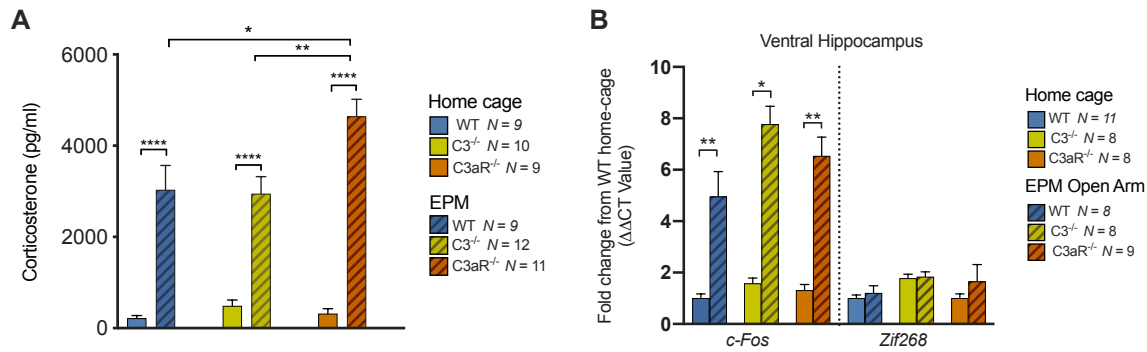 A
*
**
****
****
****
6000
4000
2000
0
Corticosterone (pg/ml)
Home cage
WT N = 9
C3-/- N = 10
C3aR-/- N = 9
EPM
WT N = 9
C3-/- N = 12
C3aR-/- N = 11
B
Ventral Hippocampus
Fold change from WT home-cage
(ΔΔCT Value)
10
8
6
4
2
0
**
*
**
c-Fos
Zif268
Home cage
WT N = 11
C3-/- N = 8
C3aR-/- N = 8
EPM Open Arm
WT N = 8
C3-/- N = 8
C3aR-/- N = 9